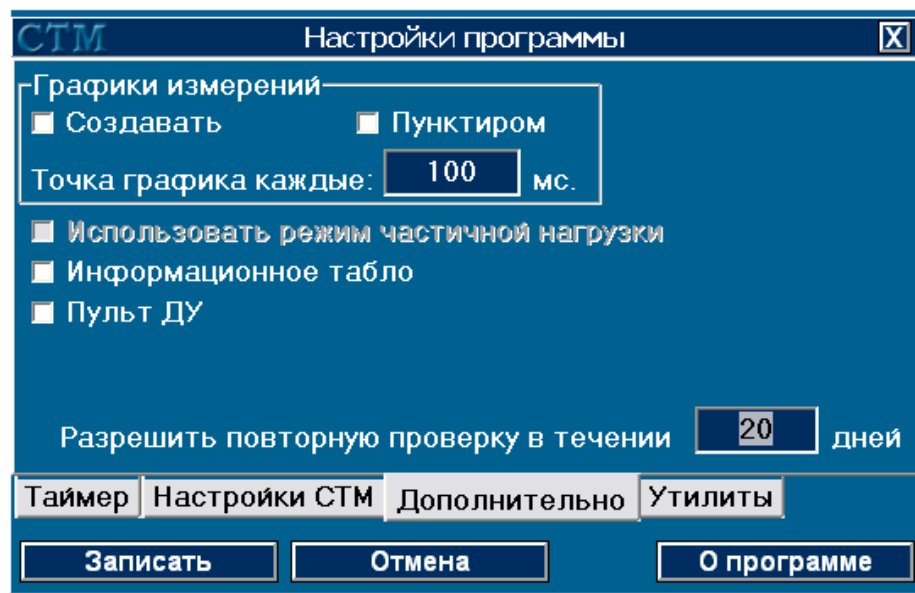 СТМ Настройки программы X
Графики измерений
Создавать Пунктиром
Точка графика каждые: 100 мс.
Использовать режим частичной нагрузки
Информационное табло
Пульт ДУ
Разрешить повторную проверку в течении 20 дней
Таймер Настройки СТМ Дополнительно Утилиты
Записать Отмена О программе